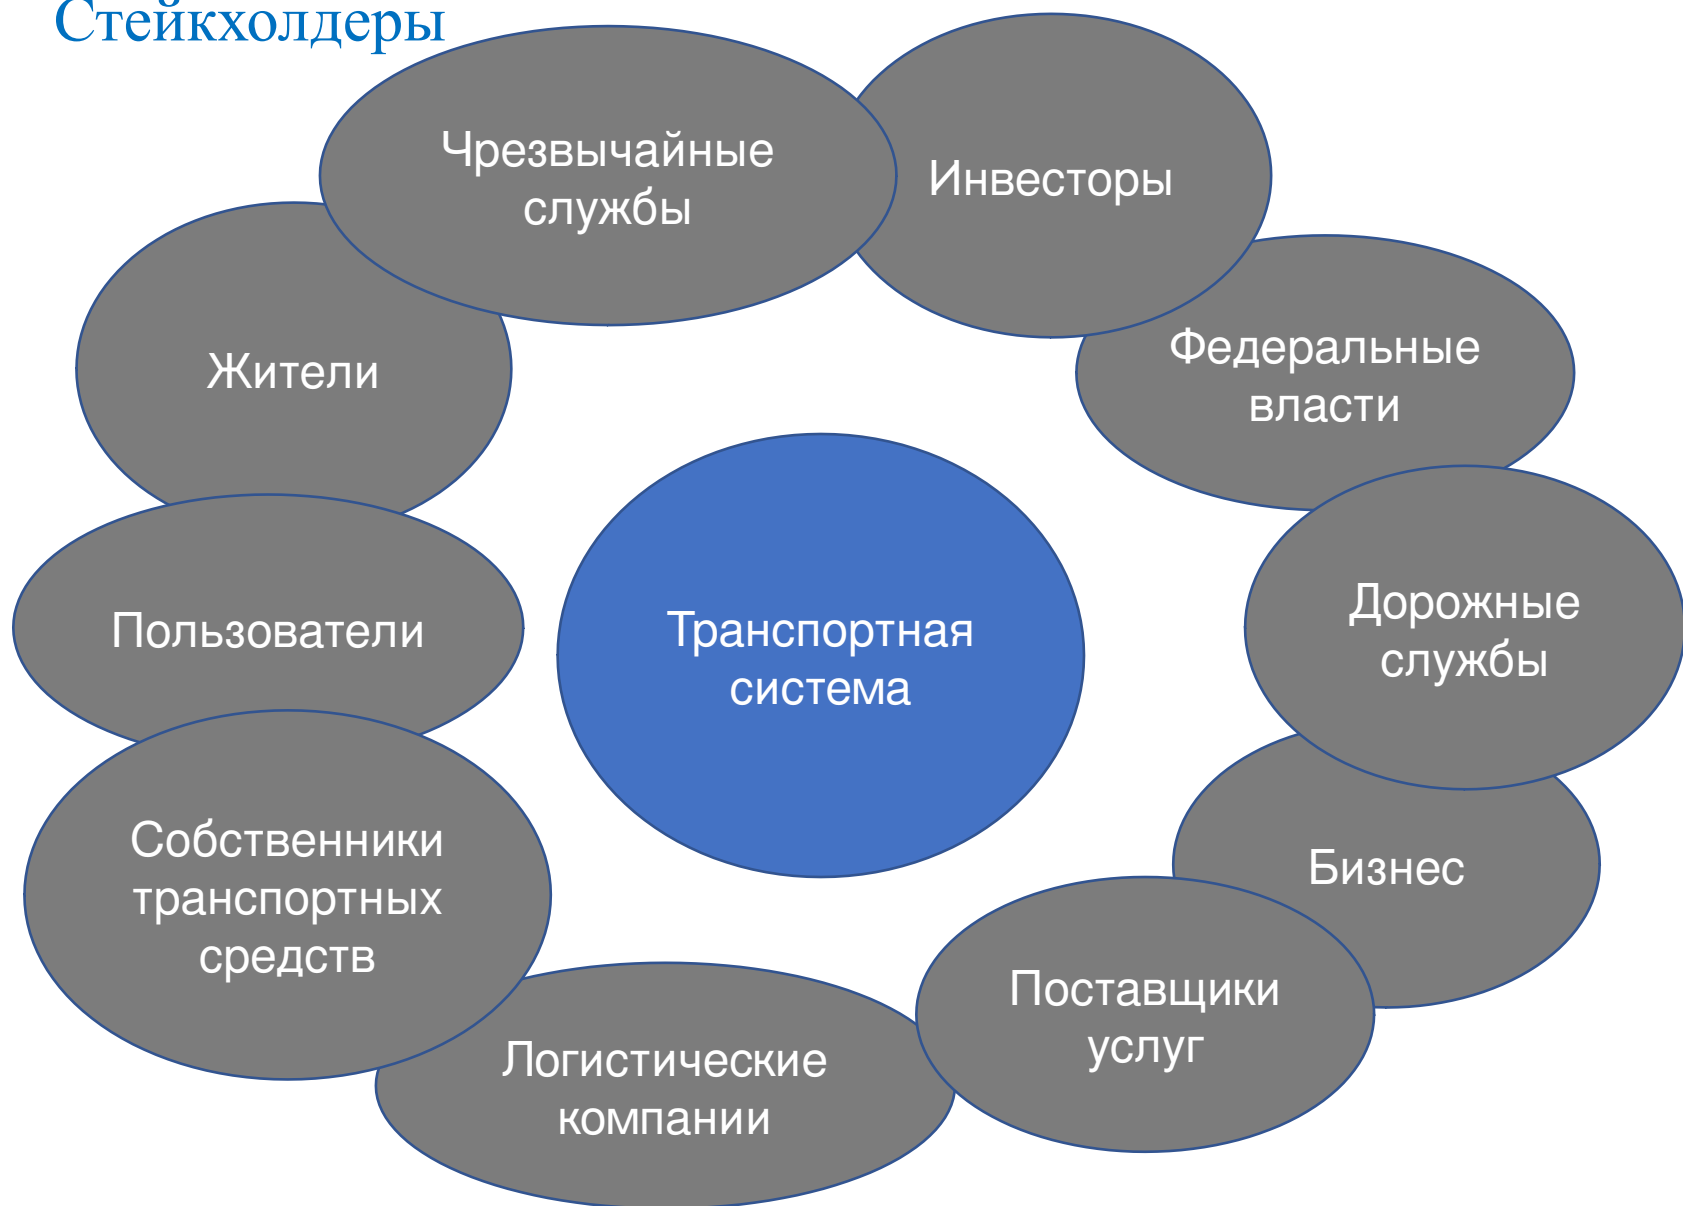 Стейкхолдеры
Чрезвычайные
службы
Инвесторы
Федеральные
власти
Жители
Пользователи
Транспортная
система
Дорожные
службы
Собственники
транспортных
средств
Бизнес
Поставщики
услуг
Логистические
компании